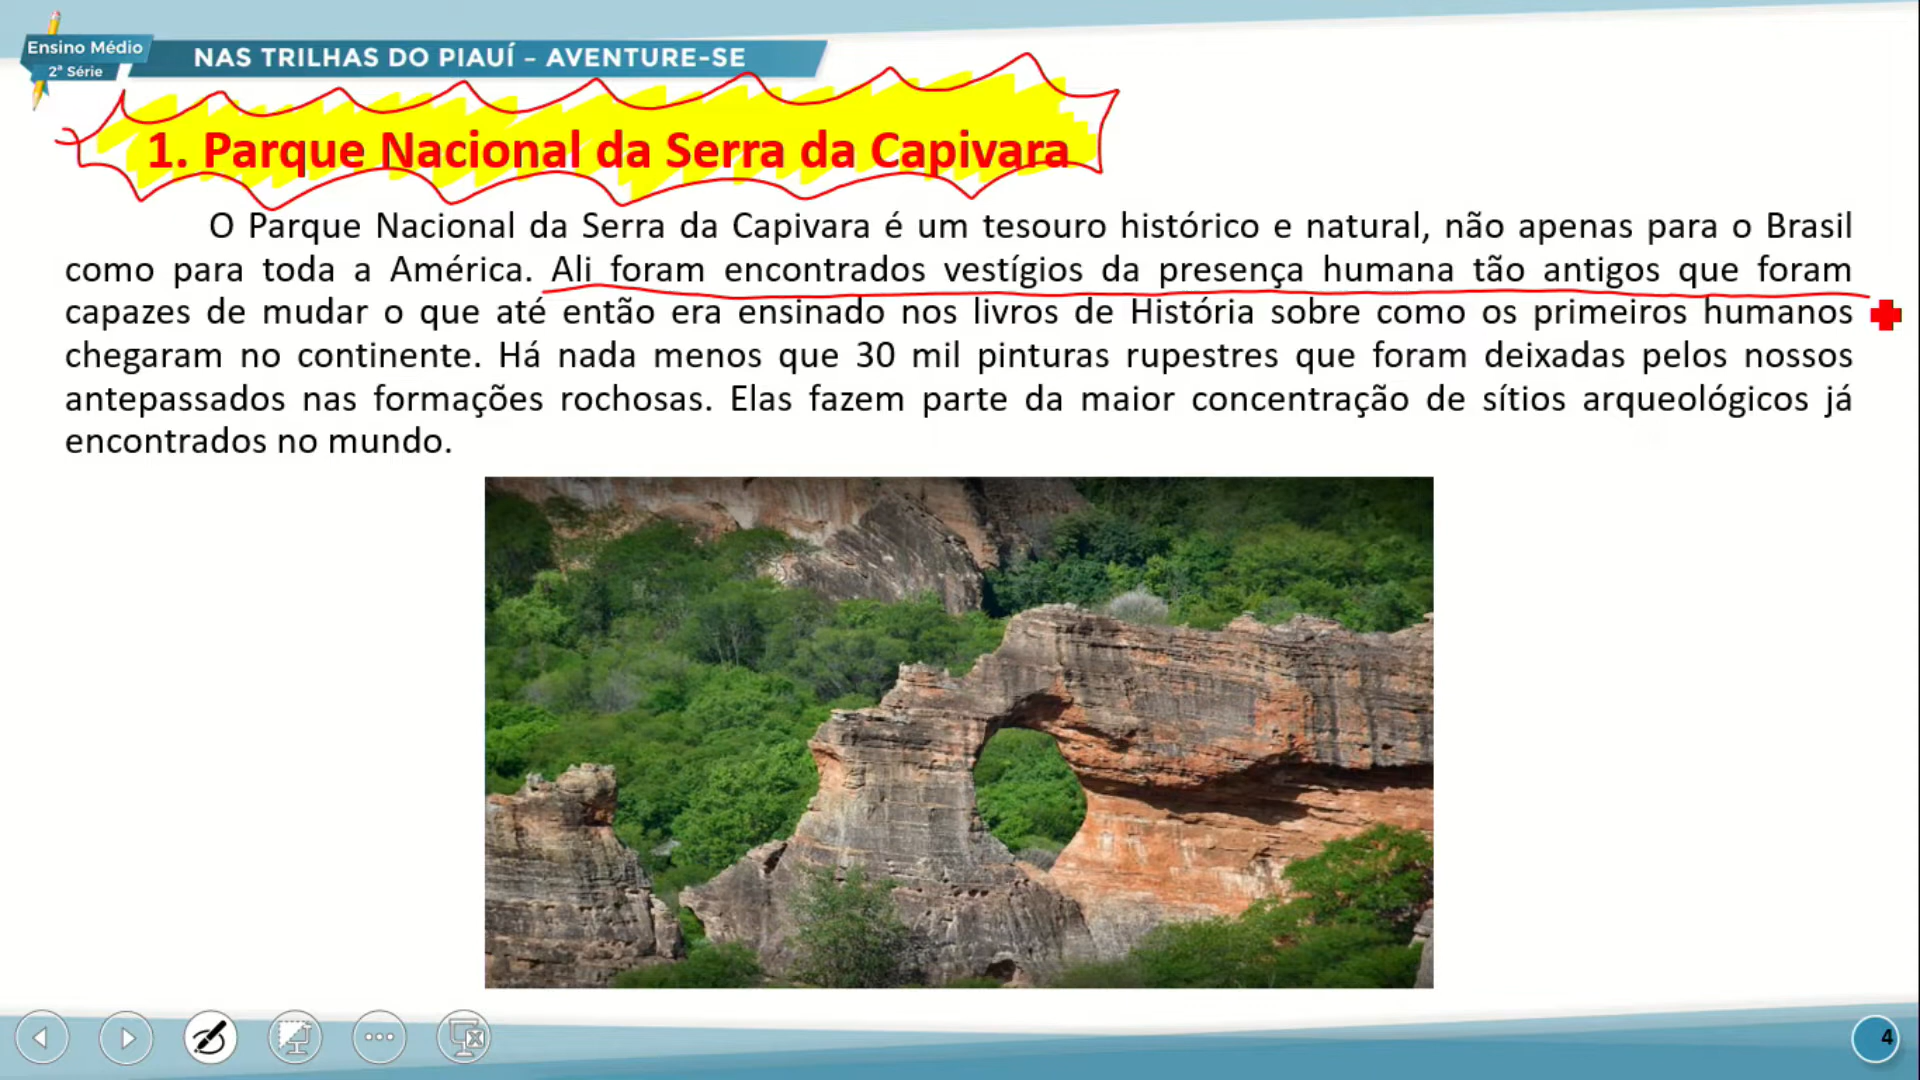 Ensino Médio
2ª Série
NAS TRILHAS DO PIAUÍ – AVENTURE-SE
1. Parque Nacional da Serra da Capivara
O Parque Nacional da Serra da Capivara é um tesouro histórico e natural, não apenas para o Brasil
como para toda a América. Ali foram encontrados vestígios da presença humana tão antigos que foram
capazes de mudar o que até então era ensinado nos livros de História sobre como os primeiros humanos
chegaram no continente. Há nada menos que 30 mil pinturas rupestres que foram deixadas pelos nossos
antepassados nas formações rochosas. Elas fazem parte da maior concentração de sítios arqueológicos já
encontrados no mundo.
4